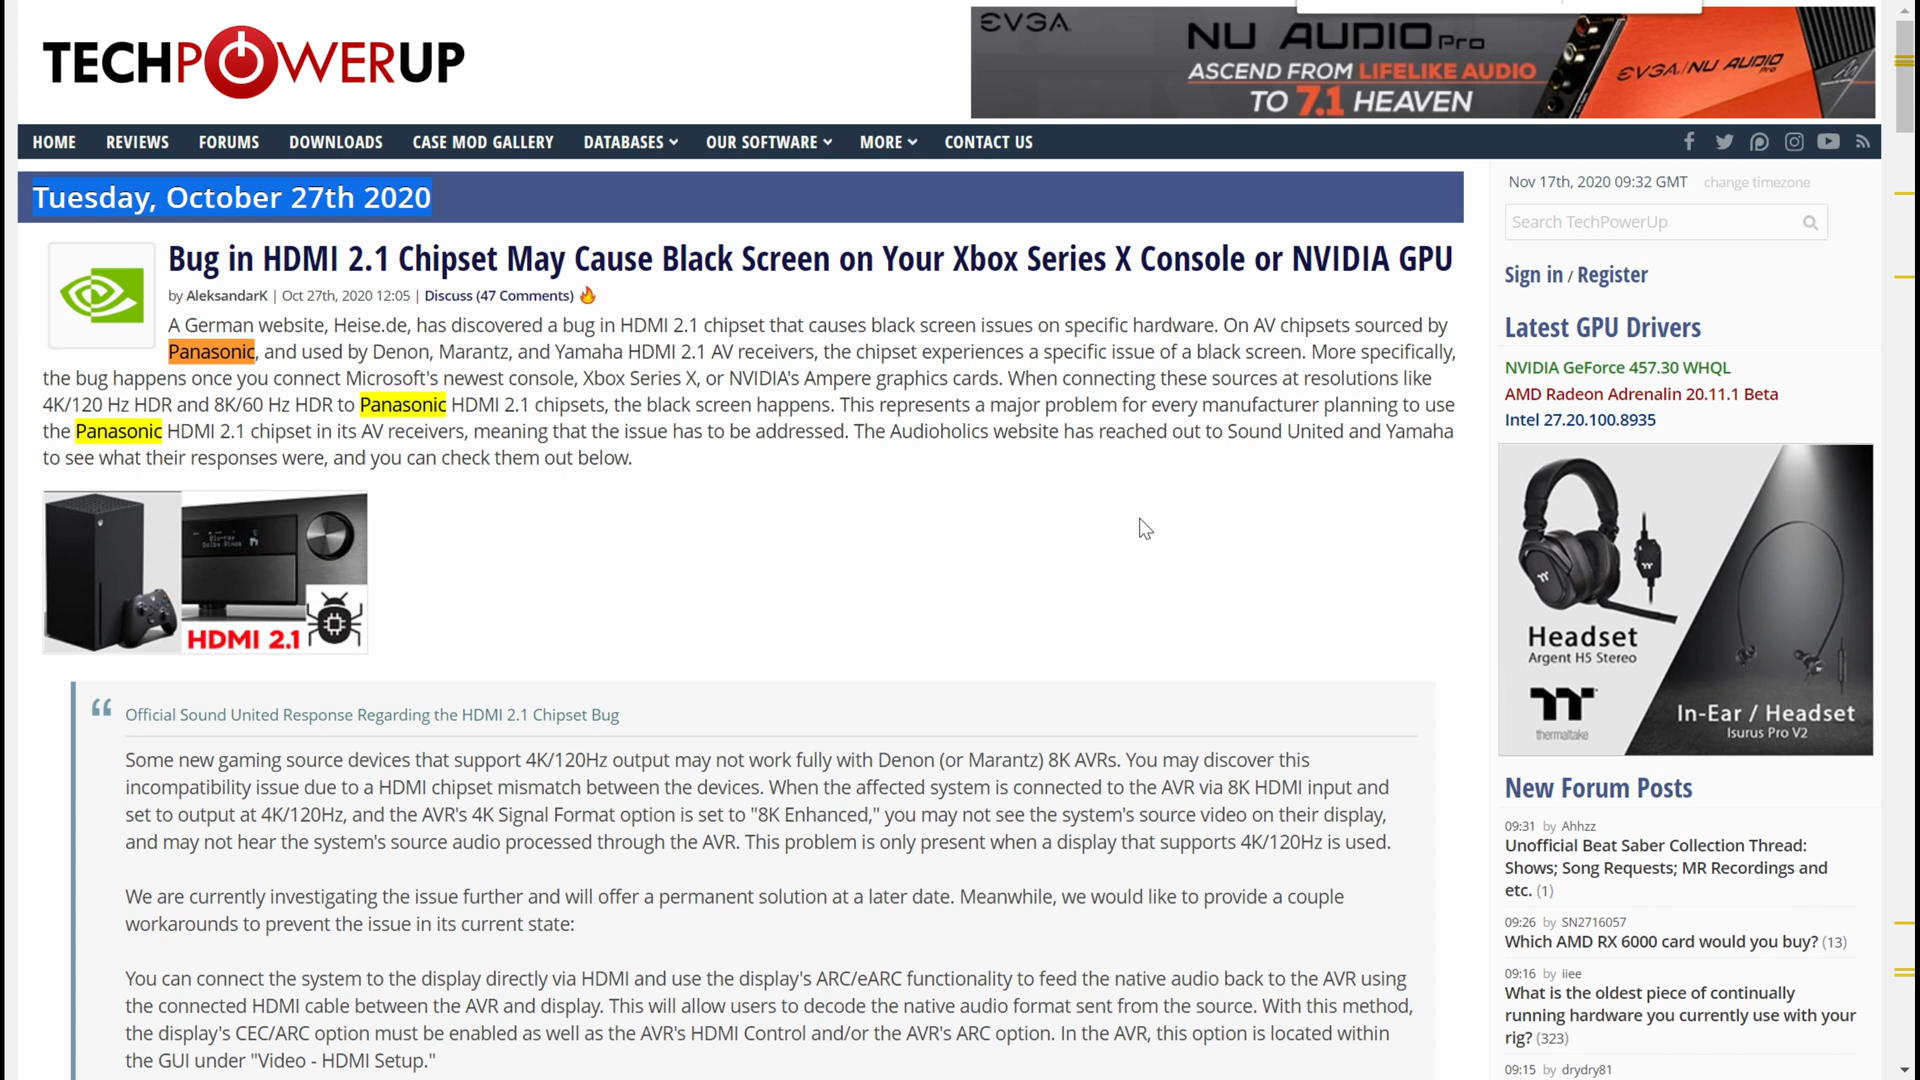 TECHPOWERUP
EVGA
NU AUDIO Pro
ASCEND FROM LIFELIKE AUDIO
TO 7.1 HEAVEN
EVGA/NU AUDIO Pro
HOME REVIEWS FORUMS DOWNLOADS CASE MOD GALLERY DATABASES OUR SOFTWARE MORE CONTACT US
Tuesday, October 27th 2020
Bug in HDMI 2.1 Chipset May Cause Black Screen on Your Xbox Series X Console or NVIDIA GPU
by AleksandarK | Oct 27th, 2020 12:05 | Discuss (47 Comments)
A German website, Heise.de, has discovered a bug in HDMI 2.1 chipset that causes black screen issues on specific hardware. On AV chipsets sourced by
Panasonic, and used by Denon, Marantz, and Yamaha HDMI 2.1 AV receivers, the chipset experiences a specific issue of a black screen. More specifically,
the bug happens once you connect Microsoft's newest console, Xbox Series X, or NVIDIA's Ampere graphics cards. When connecting these sources at resolutions like
4K/120 Hz HDR and 8K/60 Hz HDR to Panasonic HDMI 2.1 chipsets, the black screen happens. This represents a major problem for every manufacturer planning to use
the Panasonic HDMI 2.1 chipset in its AV receivers, meaning that the issue has to be addressed. The Audioholics website has reached out to Sound United and Yamaha
to see what their responses were, and you can check them out below.
Blu-ray
Dolby Atmos
HDMI 2.1
“ Official Sound United Response Regarding the HDMI 2.1 Chipset Bug
Some new gaming source devices that support 4K/120Hz output may not work fully with Denon (or Marantz) 8K AVRs. You may discover this
incompatibility issue due to a HDMI chipset mismatch between the devices. When the affected system is connected to the AVR via 8K HDMI input and
set to output at 4K/120Hz, and the AVR's 4K Signal Format option is set to "8K Enhanced," you may not see the system's source video on their display,
and may not hear the system's source audio processed through the AVR. This problem is only present when a display that supports 4K/120Hz is used.
We are currently investigating the issue further and will offer a permanent solution at a later date. Meanwhile, we would like to provide a couple
workarounds to prevent the issue in its current state:
You can connect the system to the display directly via HDMI and use the display's ARC/eARC functionality to feed the native audio back to the AVR using
the connected HDMI cable between the AVR and display. This will allow users to decode the native audio format sent from the source. With this method,
the display's CEC/ARC option must be enabled as well as the AVR's HDMI Control and/or the AVR's ARC option. In the AVR, this option is located within
the GUI under "Video - HDMI Setup."
Nov 17th, 2020 09:32 GMT change timezone
Search TechPowerUp
Sign in / Register
Latest GPU Drivers
NVIDIA GeForce 457.30 WHQL
AMD Radeon Adrenalin 20.11.1 Beta
Intel 27.20.100.8935
Headset
Argent H5 Stereo
thermaltake
In-Ear / Headset
Isurus Pro V2
New Forum Posts
09:31 by Ahhzz
Unofficial Beat Saber Collection Thread:
Shows; Song Requests; MR Recordings and
etc. (1)
09:26 by SN2716057
Which AMD RX 6000 card would you buy? (13)
09:16 by iiee
What is the oldest piece of continually
running hardware you currently use with your
rig? (323)
09:15 by drydry81